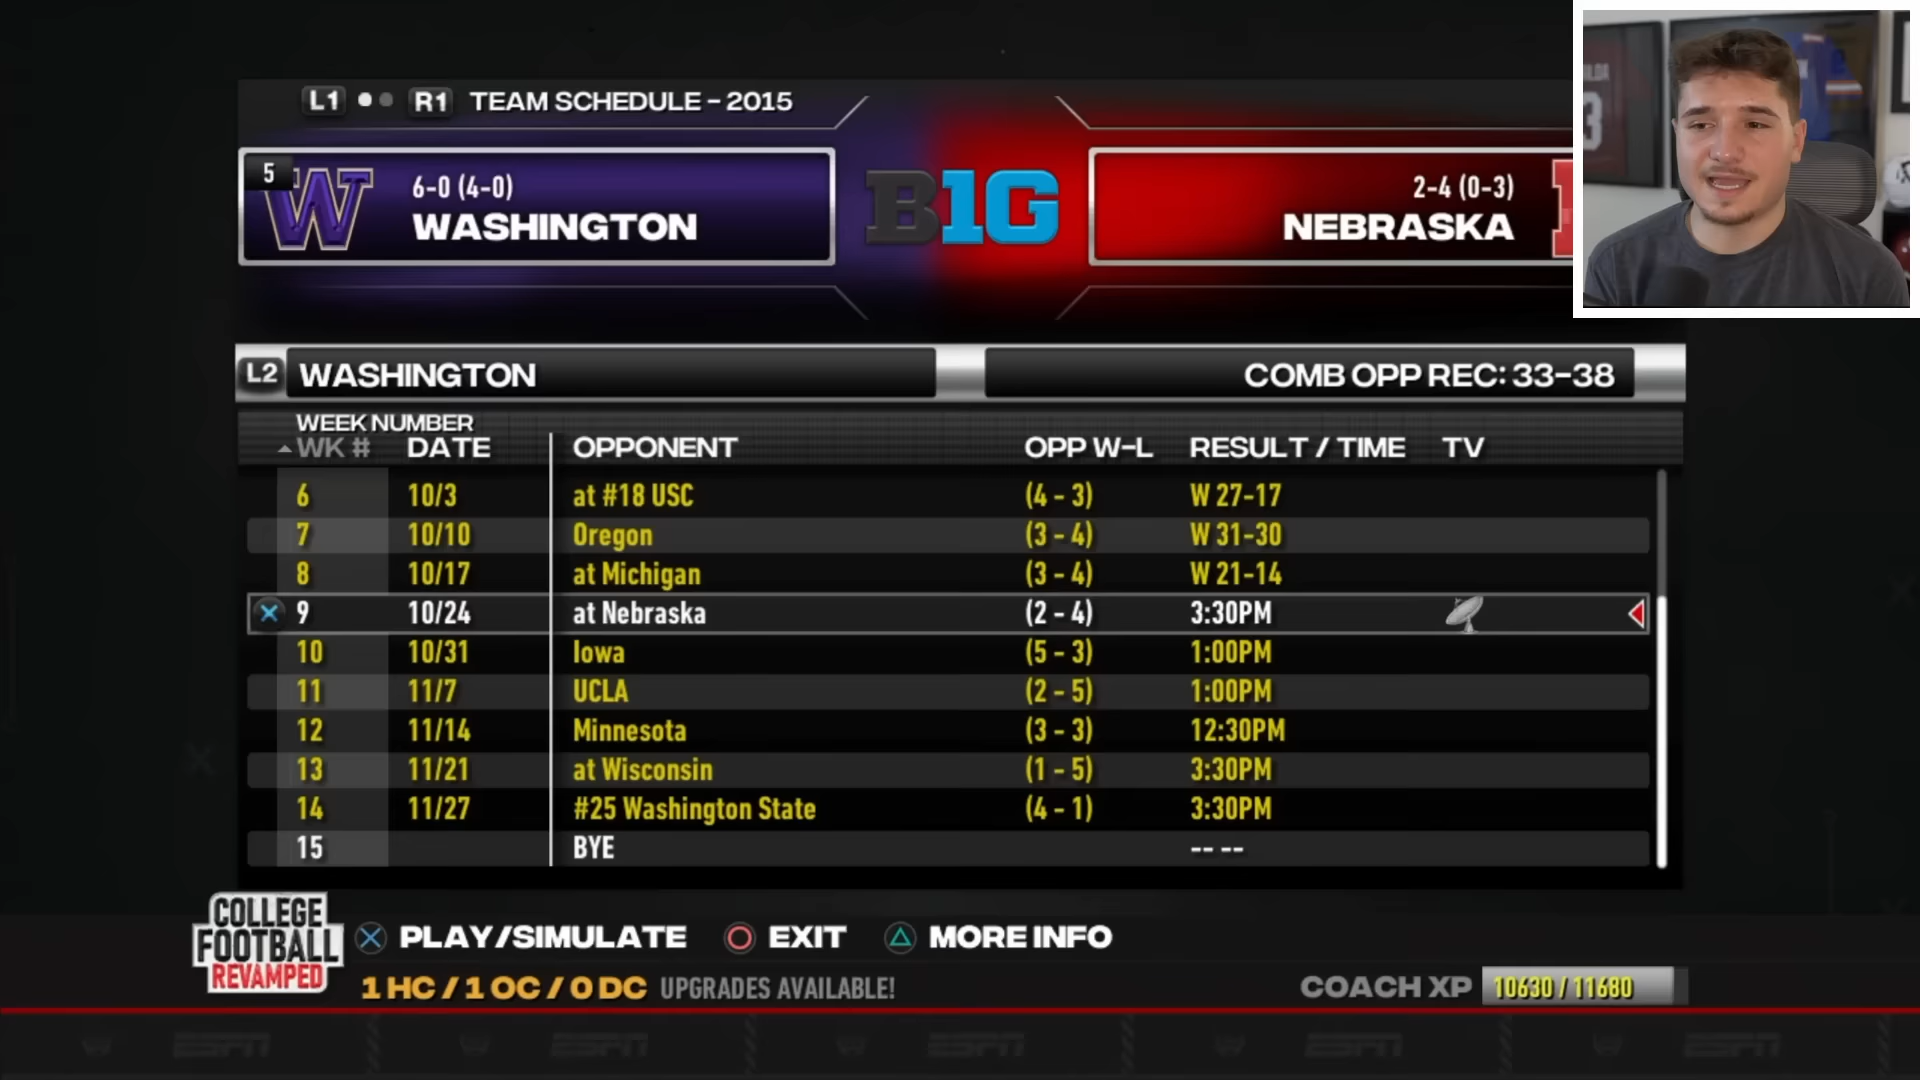 L1 R1 TEAM SCHEDULE - 2015
5 W 6-0 (4-0)
WASHINGTON
B1G
2-4 (0-3)
NEBRASKA
L2 WASHINGTON COMB OPP REC: 33-38
WEEK NUMBER
WK # DATE OPPONENT OPP W-L RESULT / TIME TV
6 10/3 at #18 USC (4 - 3) W 27-17
7 10/10 Oregon (3 - 4) W 31-30
8 10/17 at Michigan (3 - 4) W 21-14
9 10/24 at Nebraska (2 - 4) 3:30PM
10 10/31 Iowa (5 - 3) 1:00PM
11 11/7 UCLA (2 - 5) 1:00PM
12 11/14 Minnesota (3 - 3) 12:30PM
13 11/21 at Wisconsin (1 - 5) 3:30PM
14 11/27 #25 Washington State (4 - 1) 3:30PM
15 BYE -- --
COLLEGE
FOOTBALL
REVAMPED
PLAY/SIMULATE EXIT MORE INFO
1 HC / 1 OC / 0 DC UPGRADES AVAILABLE!
COACH XP 10630 / 11680
ESPN ESPN ESPN ESPN ESPN